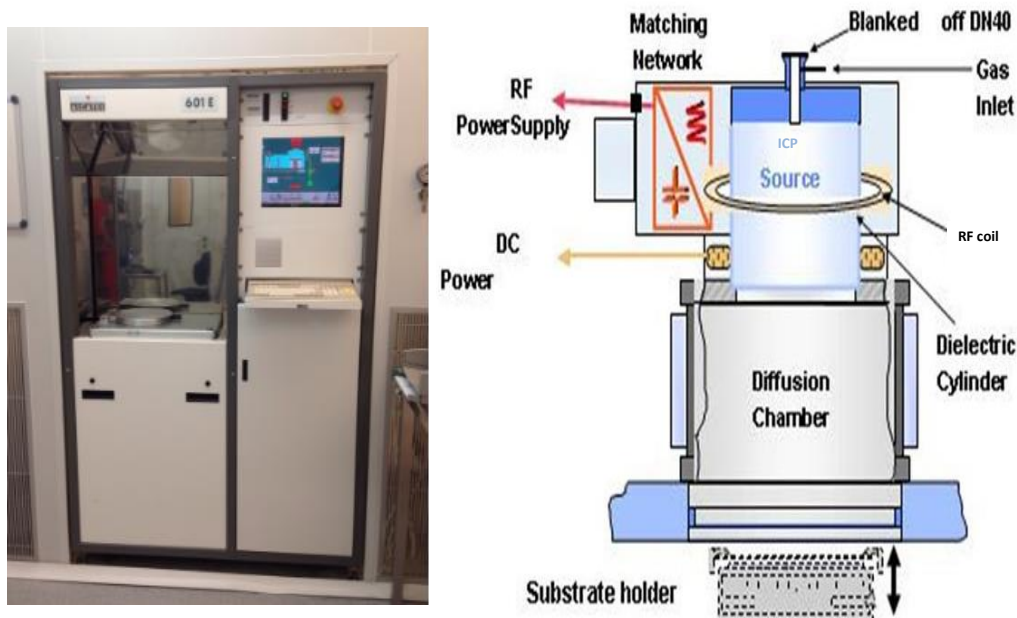 601 E
Matching
Network
RF
PowerSupply
DC
Power
Blanked off DN40
Gas
Inlet
ICP
Source
RF coil
Dielectric
Cylinder
Diffusion
Chamber
Substrate holder